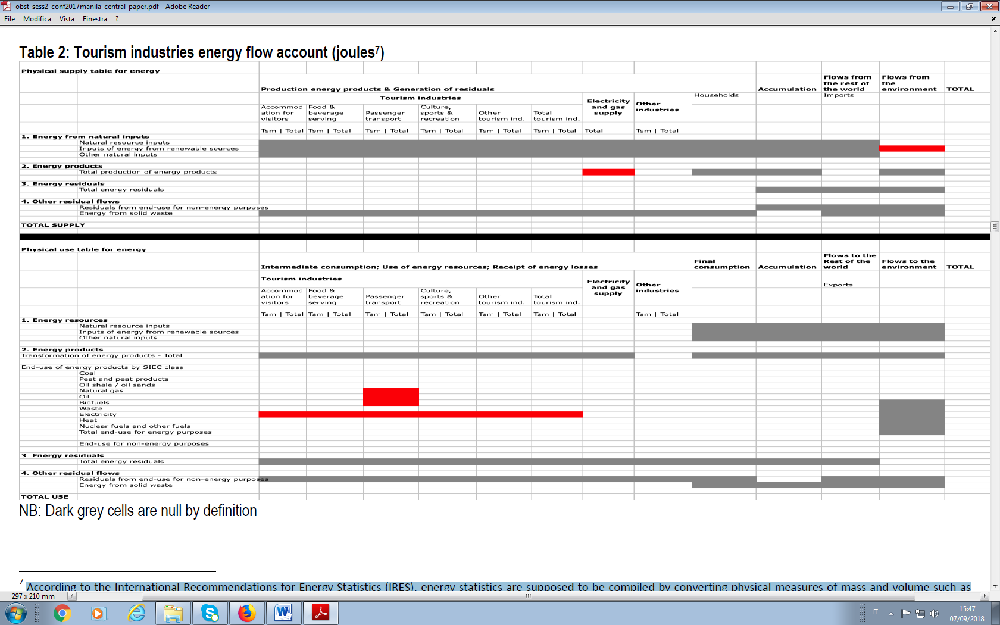 obst_sess2_conf2017manila_central_paper.pdf - Adobe Reader
File Modifica Vista Finestra ?
Table 2: Tourism industries energy flow account (joules⁷)
Physical supply table for energy
Production energy products & Generation of residuals
Accumulation
Flows from the rest of the world
Flows from the environment
TOTAL
Tourism industries
Electricity and gas supply
Other industries
Households
Imports
Accommod ation for visitors
Food & beverage serving
Passenger transport
Culture, sports & recreation
Other tourism ind.
Total tourism ind.
Tsm | Total Tsm | Total Tsm | Total Tsm | Total Tsm | Total Tsm | Total Total Tsm | Total
1. Energy from natural inputs
Natural resource inputs
Inputs of energy from renewable sources
Other natural inputs
2. Energy products
Total production of energy products
3. Energy residuals
Total energy residuals
4. Other residual flows
Residuals from end-use for non-energy purposes
Energy from solid waste
TOTAL SUPPLY
Physical use table for energy
Intermediate consumption; Use of energy resources; Receipt of energy losses
Final consumption
Accumulation
Flows to the Rest of the world
Flows to the environment
TOTAL
Tourism industries
Electricity and gas supply
Other industries
Exports
Accommod ation for visitors
Food & beverage serving
Passenger transport
Culture, sports & recreation
Other tourism ind.
Total tourism ind.
Tsm | Total Tsm | Total Tsm | Total Tsm | Total Tsm | Total Tsm | Total Tsm | Total
1. Energy resources
Natural resource inputs
Inputs of energy from renewable sources
Other natural inputs
2. Energy products
Transformation of energy products - Total
End-use of energy products by SIEC class
Coal
Peat and peat products
Oil shale / oil sands
Natural gas
Oil
Biofuels
Waste
Electricity
Heat
Nuclear fuels and other fuels
Total end-use for energy purposes
End-use for non-energy purposes
3. Energy residuals
Total energy residuals
4. Other residual flows
Residuals from end-use for non-energy purposes
Energy from solid waste
TOTAL USE
NB: Dark grey cells are null by definition
7 According to the International Recommendations for Energy Statistics (IRES), energy statistics are supposed to be compiled by converting physical measures of mass and volume such as
297 x 210 mm
IT
15:47
07/09/2018